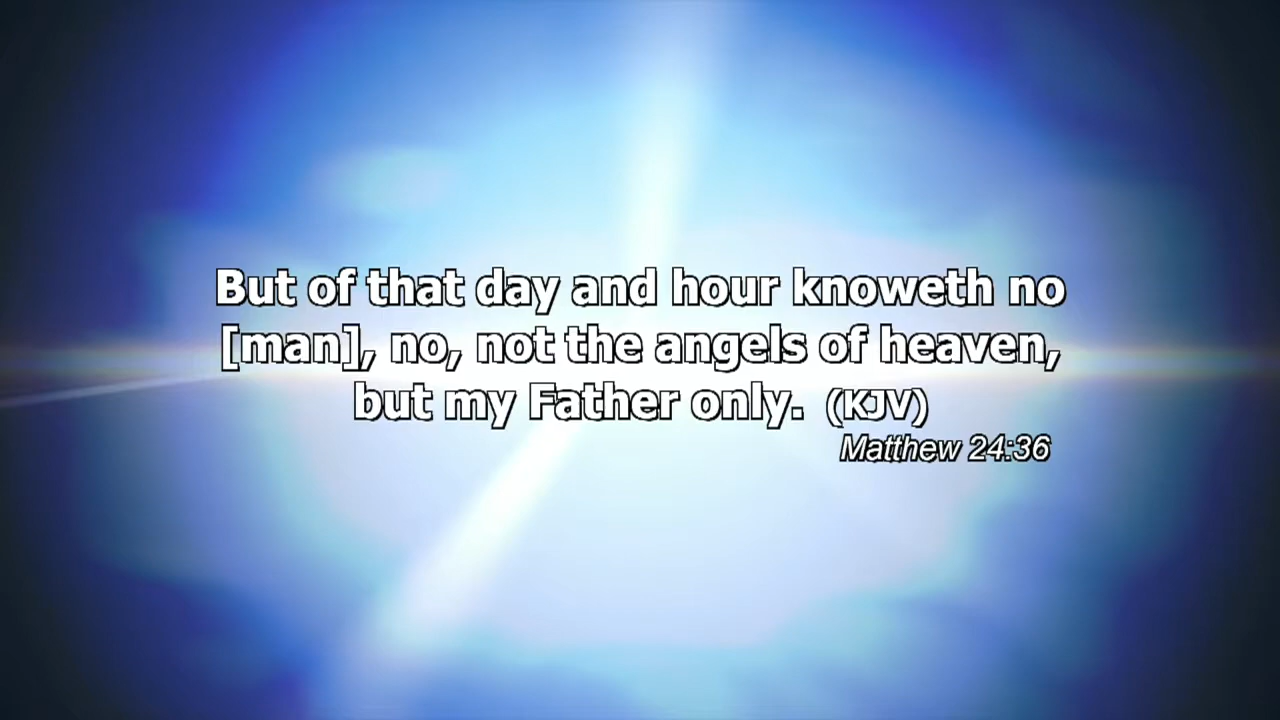 But of that day and hour knoweth no
[man], no, not the angels of heaven,
but my Father only. (KJV)
Matthew 24:36